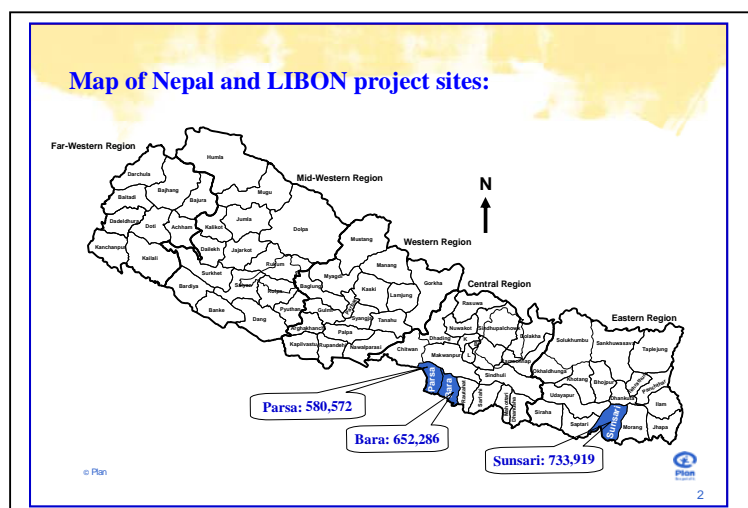 Map of Nepal and LIBON project sites:
Far-Western Region
Humla
Darchula
Mid-Western Region
Bajhang
Mugu
N
Baitadi
Bajura
Dadeldhura
Doti
Achham
Kalikot
Jumla
Dolpa
Mustang
Western Region
Kanchanpur
Kailali
Dailekh
Jajarkot
Rukum
Manang
Surkhet
Myagdi
Gorkha
Central Region
Bardiya
Baglung
Kaski
Lamjung
Rasuwa
Eastern Region
Banke
Dang
Pyuthan
Gulmi
Syangja
Tanahu
Nuwakot
Sindhupalchowk
Dolakha
Solukhumbu
Sankhuwasava
Taplejung
Palpa
Dhading
K
Kapilvastu
Rupandehi
Nawalparasi
Chitwan
Makwanpur
L
Okhaldhunga
Khotang
Bhojpur
Sindhuli
Dhankuta
Udayapur
Ilam
Parsa
Bara
Rautahat
Sarlahi
Siraha
Saptari
Sunsari
Morang
Jhapa
Parsa: 580,572
Bara: 652,286
Sunsari: 733,919
© Plan
Plan
2